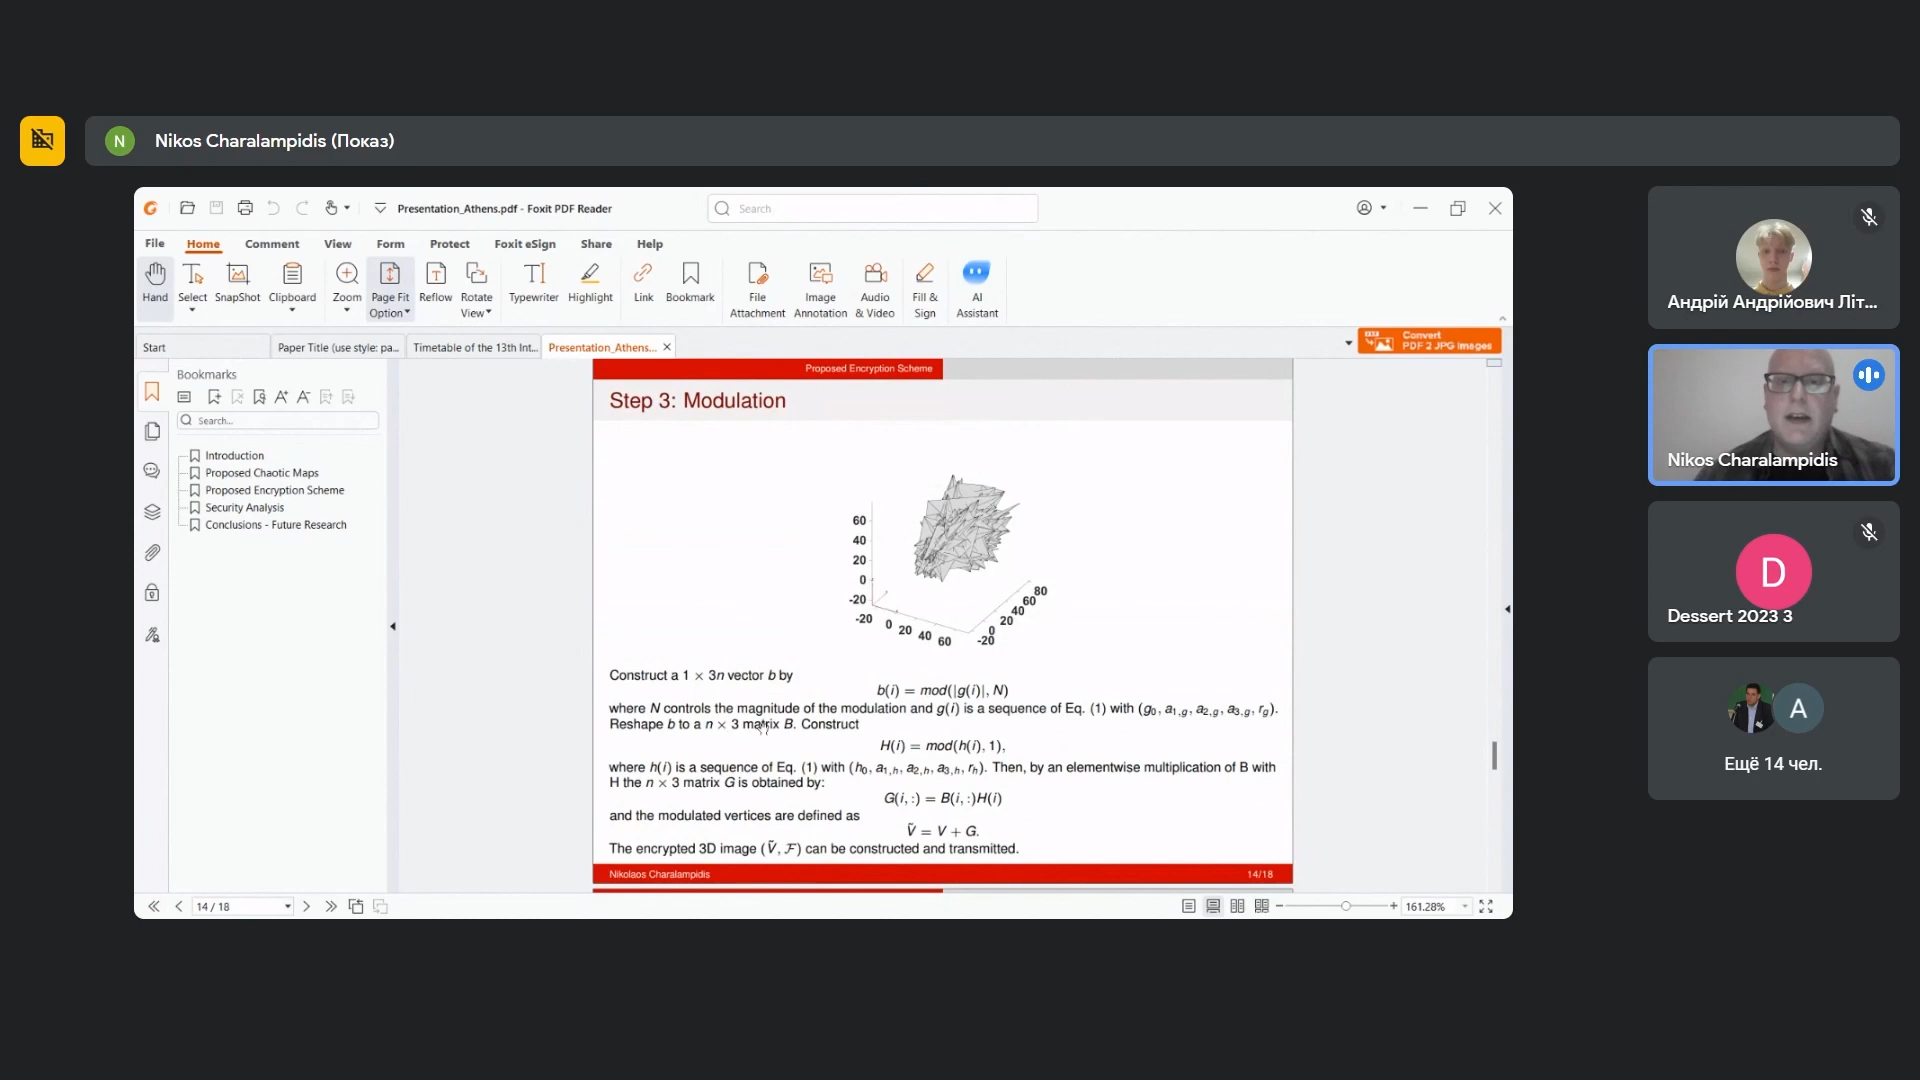 N Nikos Charalampidis (Показ)
Presentation_Athens.pdf - Foxit PDF Reader
Search
File Home Comment View Form Protect Foxit eSign Share Help
Hand Select SnapShot Clipboard Zoom Page Fit Option Reflow Rotate View Typewriter Highlight Link Bookmark File Attachment Image Annotation Audio & Video Fill & Sign AI Assistant
Start Paper Title (use style: pa... Timetable of the 13th Int... Presentation_Athens...
Convert
PDF 2 JPG Images
Bookmarks
Search...
Introduction
Proposed Chaotic Maps
Proposed Encryption Scheme
Security Analysis
Conclusions - Future Research
Proposed Encryption Scheme
Step 3: Modulation
60
40
20
0
-20
-20 0 20 40 60
-20 0 20 40 60 80
Construct a 1 × 3n vector b by
b(i) = mod(|g(i)|, N)
where N controls the magnitude of the modulation and g(i) is a sequence of Eq. (1) with (g₀, a₁,g, a₂,g, a₃,g, r_g).
Reshape b to a n × 3 matrix B. Construct
H(i) = mod(h(i), 1),
where h(i) is a sequence of Eq. (1) with (h₀, a₁,h, a₂,h, a₃,h, r_h). Then, by an elementwise multiplication of B with
H the n × 3 matrix G is obtained by:
G(i, :) = B(i, :)H(i)
and the modulated vertices are defined as
Ṽ = V + G.
The encrypted 3D image (Ṽ, ℱ) can be constructed and transmitted.
Nikolaos Charalampidis 14/18
14 / 18
161.28%
Андрій Андрійович Літ...
Nikos Charalampidis
D
Dessert 2023 3
A
Ещё 14 чел.